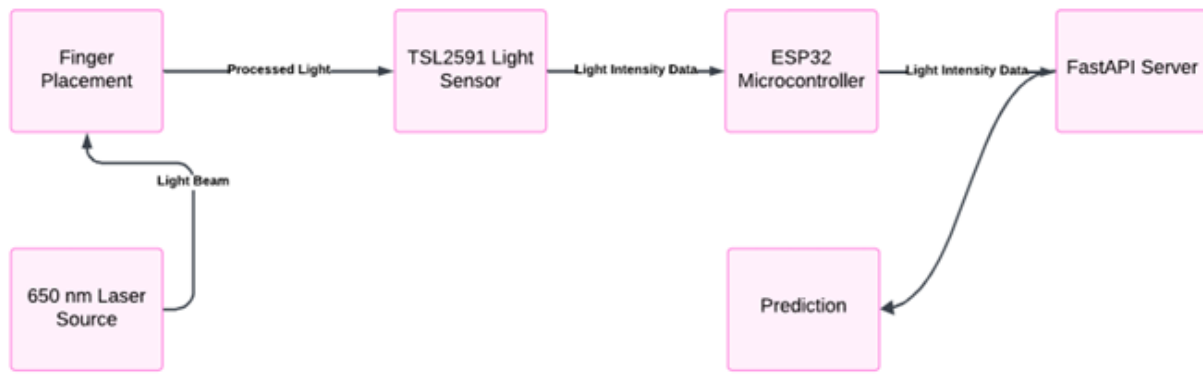 Finger
Placement
Processed Light
TSL2591 Light
Sensor
Light Intensity Data
ESP32
Microcontroller
Light Intensity Data
FastAPI Server
Light Beam
650 nm Laser
Source
Prediction